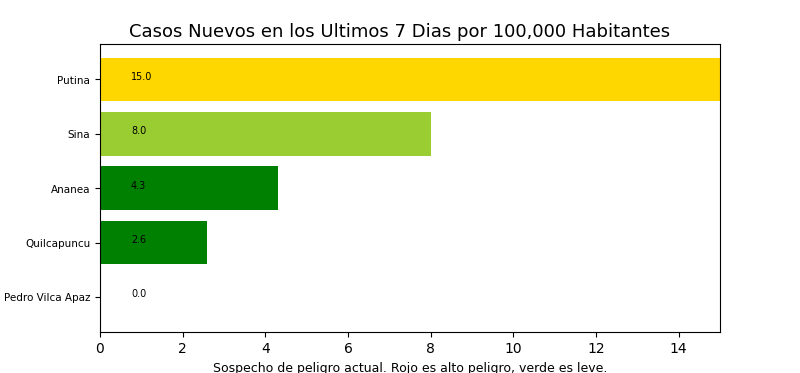 Casos Nuevos en los Ultimos 7 Dias por 100,000 Habitantes
Putina 15.0
Sina 8.0
Ananea 4.3
Quilcapuncu 2.6
Pedro Vilca Apaz 0.0
0 2 4 6 8 10 12 14
Sospecho de peligro actual. Rojo es alto peligro, verde es leve.